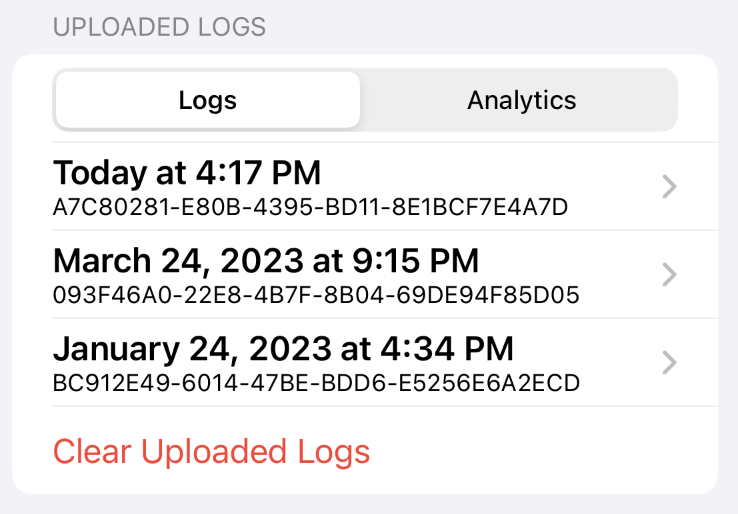 UPLOADED LOGS
Logs
Analytics
Today at 4:17 PM
A7C80281-E80B-4395-BD11-8E1BCF7E4A7D
March 24, 2023 at 9:15 PM
093F46A0-22E8-4B7F-8B04-69DE94F85D05
January 24, 2023 at 4:34 PM
BC912E49-6014-47BE-BDD6-E5256E6A2ECD
Clear Uploaded Logs